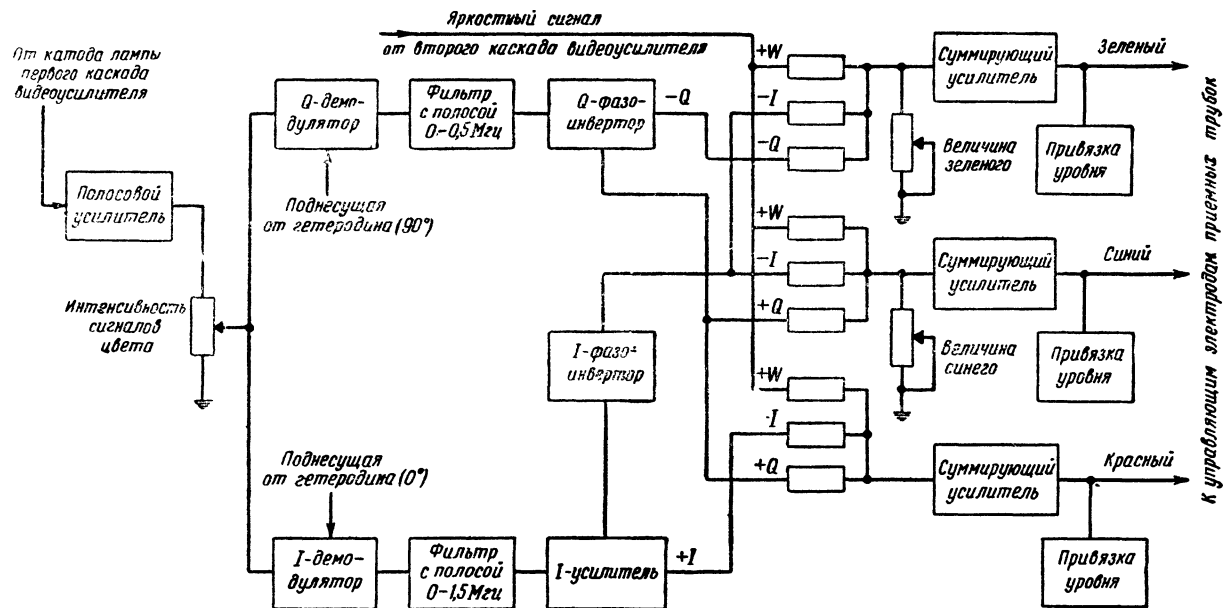 Яркостный сигнал
от второго каскада видеоусилителя
От катода лампы
первого каскада
видеоусилителя
Полосовой
усилитель
Интенсивность
сигналов
цвета
Q-демо-
дулятор
Фильтр
с полосой
0-0,5 Мгц
Q-фазо-
инвертор
-Q
Поднесущая
от гетеродина (90°)
I-фазо-
инвертор
Поднесущая
от гетеродина (0°)
I-демо-
дулятор
Фильтр
с полосой
0-1,5 Мгц
I-усилитель
+I
+W
-I
-Q
Величина
зеленого
Суммирующий
усилитель
Зеленый
Привязка
уровня
+W
-I
+Q
Величина
синего
Суммирующий
усилитель
Синий
Привязка
уровня
+W
-I
+Q
Суммирующий
усилитель
Красный
Привязка
уровня
К управляющим электродам приемных трубок